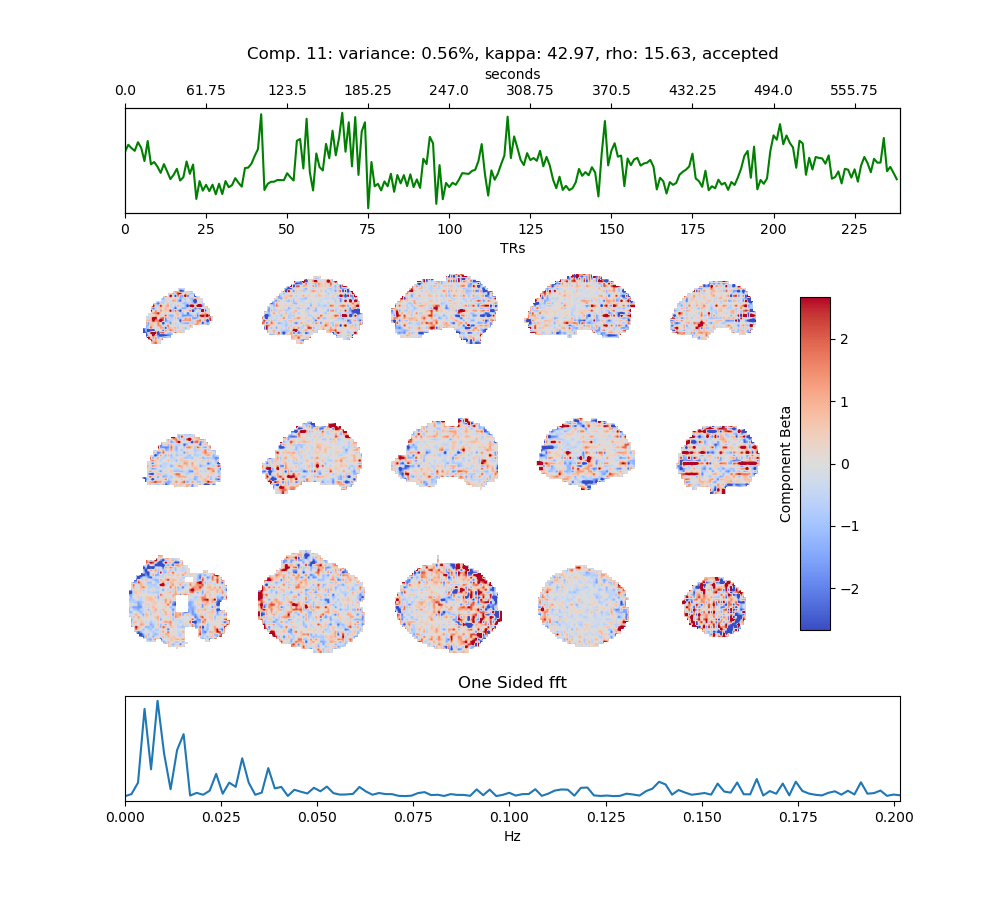 Comp. 11: variance: 0.56%, kappa: 42.97, rho: 15.63, accepted
seconds
0.0 61.75 123.5 185.25 247.0 308.75 370.5 432.25 494.0 555.75
0 25 50 75 100 125 150 175 200 225
TRs
2
1
0
−1
−2
Component Beta
One Sided fft
0.000 0.025 0.050 0.075 0.100 0.125 0.150 0.175 0.200
Hz